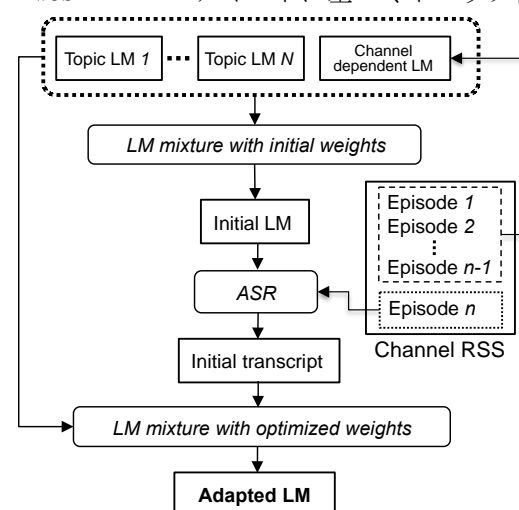 Topic LM 1
Topic LM N
Channel
dependent LM
LM mixture with initial weights
Initial LM
Episode 1
Episode 2
Episode n-1
Episode n
Channel RSS
ASR
Initial transcript
LM mixture with optimized weights
Adapted LM